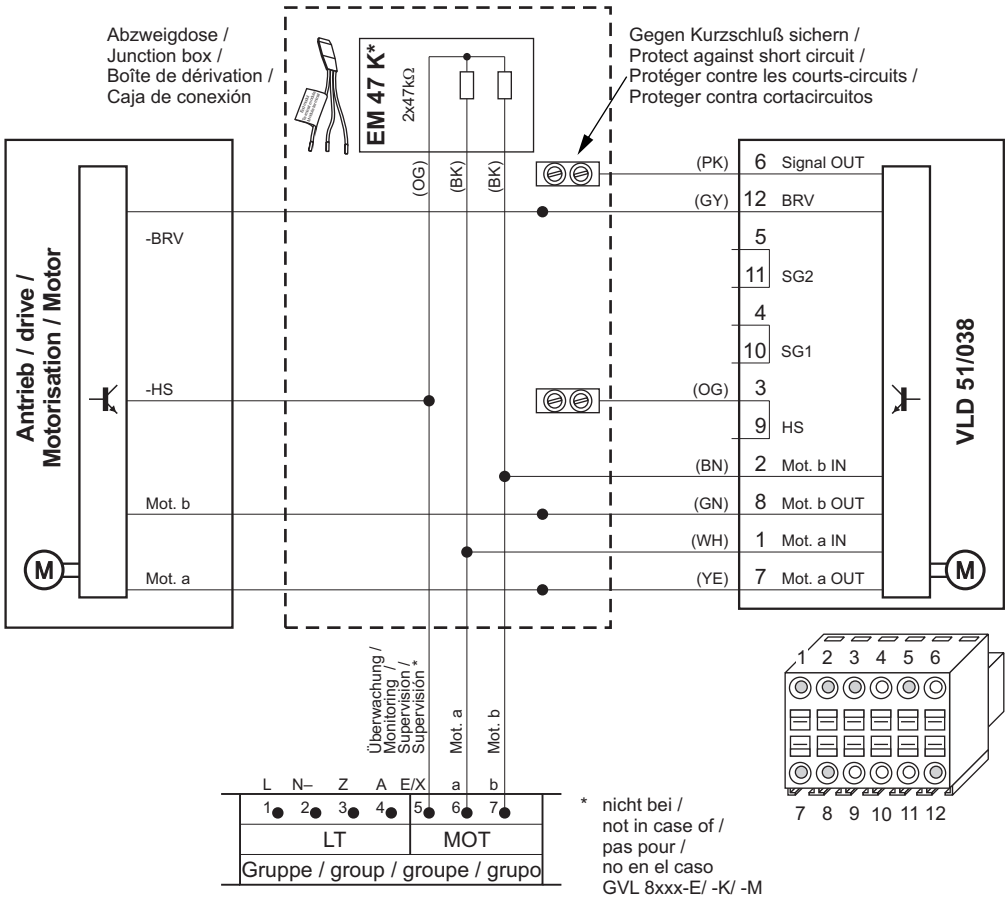 Abzweigdose /
Junction box /
Boîte de dérivation /
Caja de conexión
EM 47 K*
2x47kΩ
Gegen Kurzschluß sichern /
Protect against short circuit /
Protéger contre les courts-circuits /
Proteger contra cortacircuitos
(OG)
(BK)
(BK)
Antrieb / drive /
Motorisation / Motor
-BRV
-HS
Mot. b
Mot. a
M
(PK) 6 Signal OUT
(GY) 12 BRV
5
11 SG2
4
10 SG1
(OG) 3
9 HS
(BN) 2 Mot. b IN
(GN) 8 Mot. b OUT
(WH) 1 Mot. a IN
(YE) 7 Mot. a OUT
VLD 51/038
M
Überwachung /
Monitoring /
Supervision /
Supervisión *
Mot. a
Mot. b
L N– Z A E/X a b
1 2 3 4 5 6 7
LT MOT
Gruppe / group / groupe / grupo
* nicht bei /
not in case of /
pas pour /
no en el caso
GVL 8xxx-E/ -K/ -M
1 2 3 4 5 6
7 8 9 10 11 12